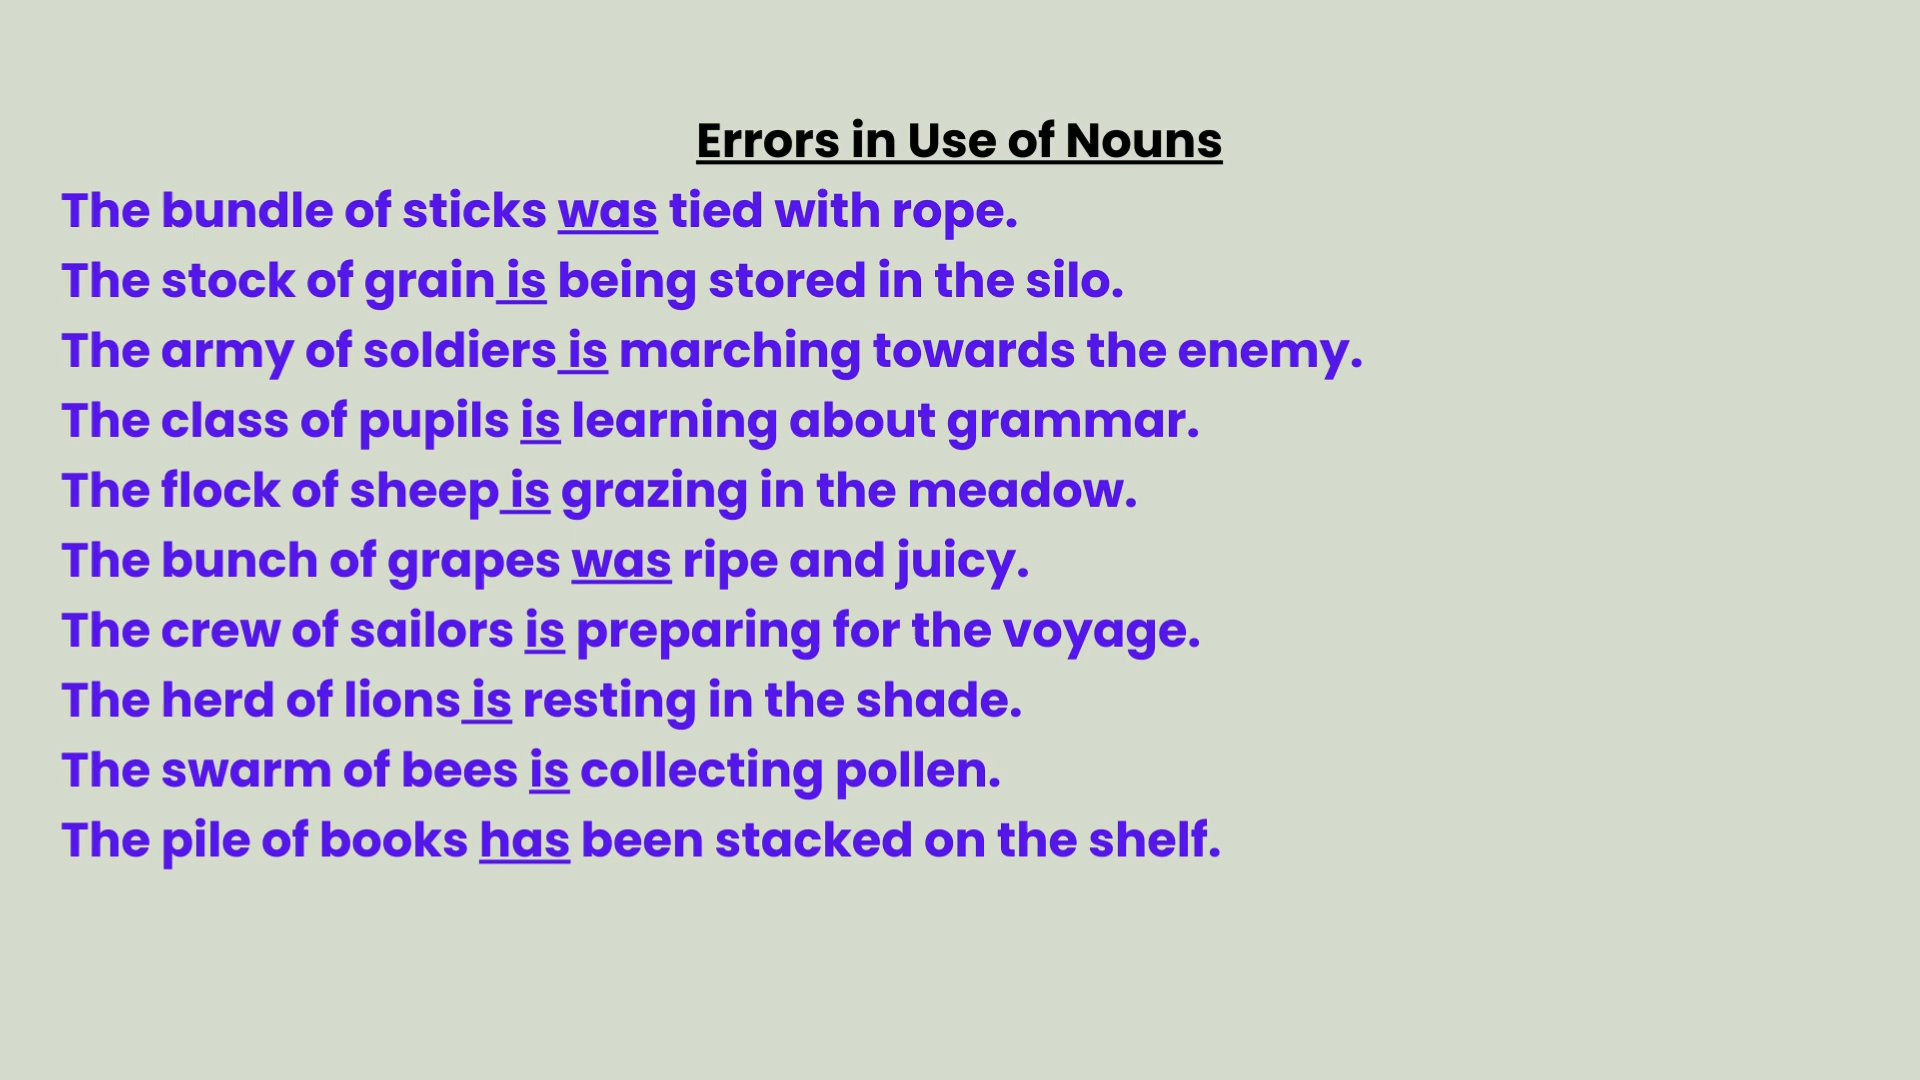 Errors in Use of Nouns
The bundle of sticks was tied with rope.
The stock of grain is being stored in the silo.
The army of soldiers is marching towards the enemy.
The class of pupils is learning about grammar.
The flock of sheep is grazing in the meadow.
The bunch of grapes was ripe and juicy.
The crew of sailors is preparing for the voyage.
The herd of lions is resting in the shade.
The swarm of bees is collecting pollen.
The pile of books has been stacked on the shelf.